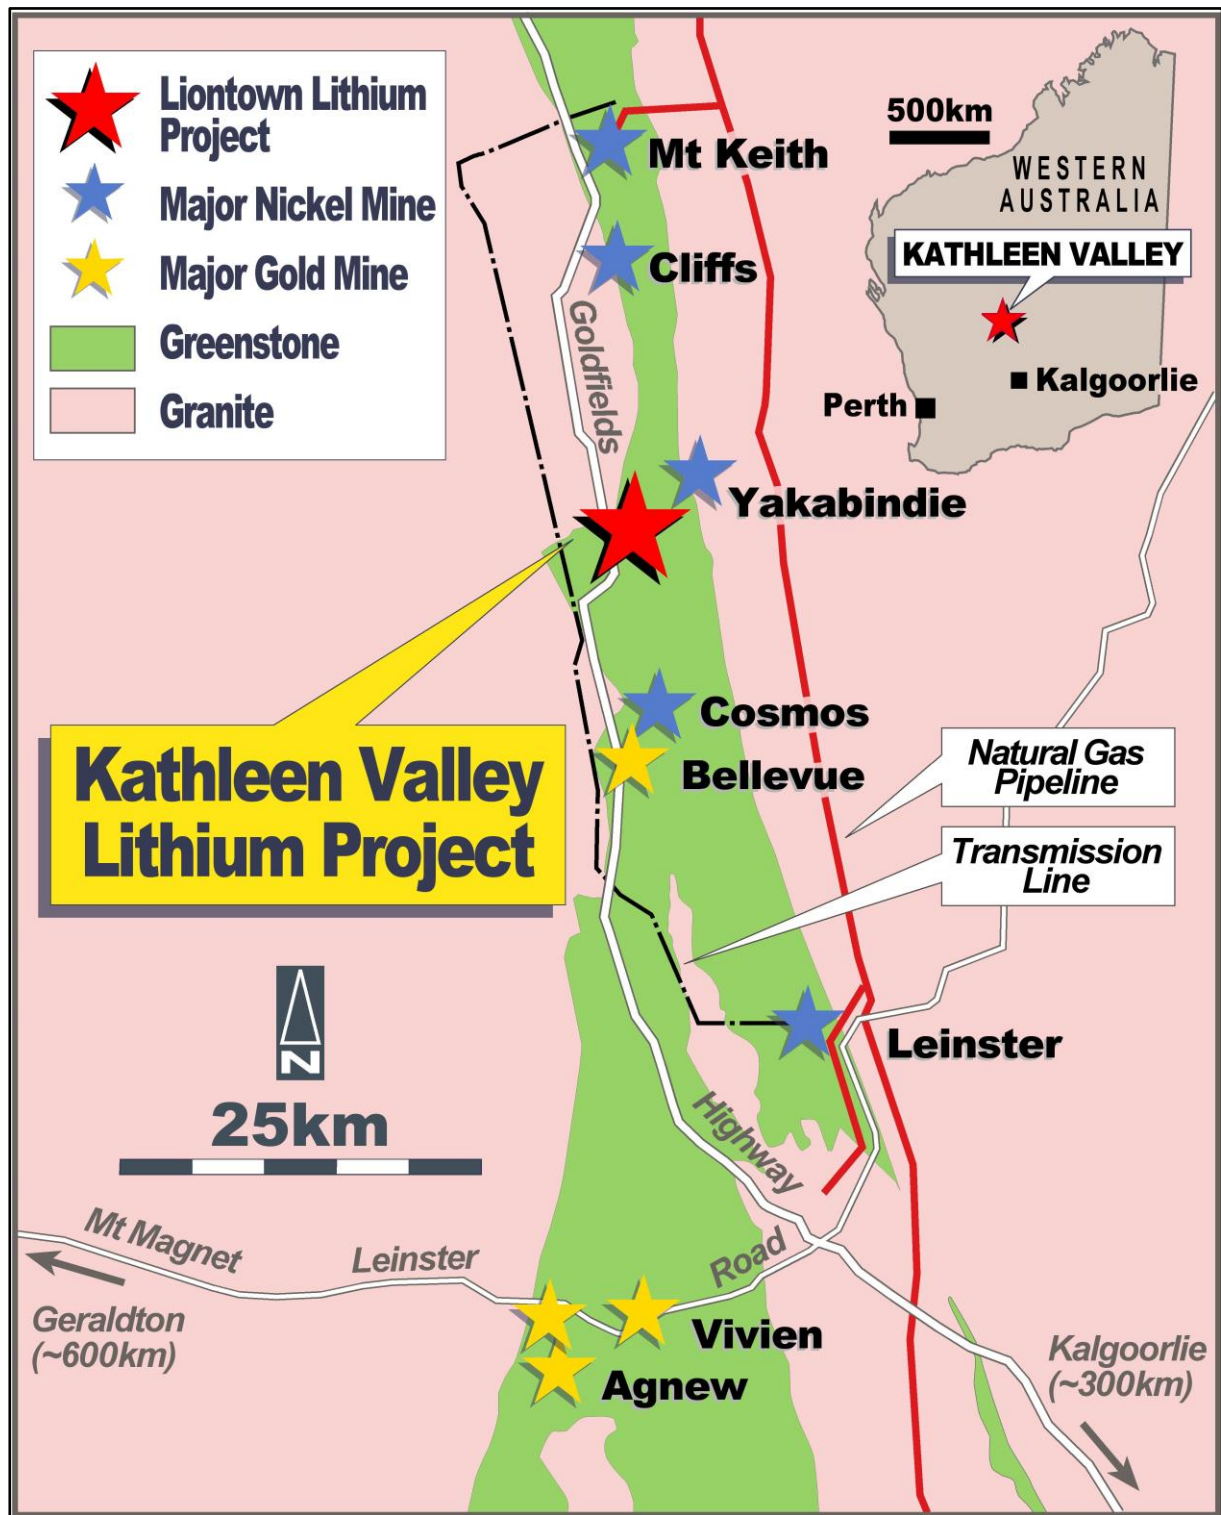 Liontown Lithium
Project
Major Nickel Mine
Major Gold Mine
Greenstone
Granite
500km
WESTERN
AUSTRALIA
KATHLEEN VALLEY
Kalgoorlie
Perth
Mt Keith
Cliffs
Goldfields
Yakabindie
Kathleen Valley
Lithium Project
Cosmos
Bellevue
Natural Gas
Pipeline
Transmission
Line
N
25km
Leinster
Highway
Mt Magnet
Leinster
Road
Geraldton
(~600km)
Vivien
Agnew
Kalgoorlie
(~300km)